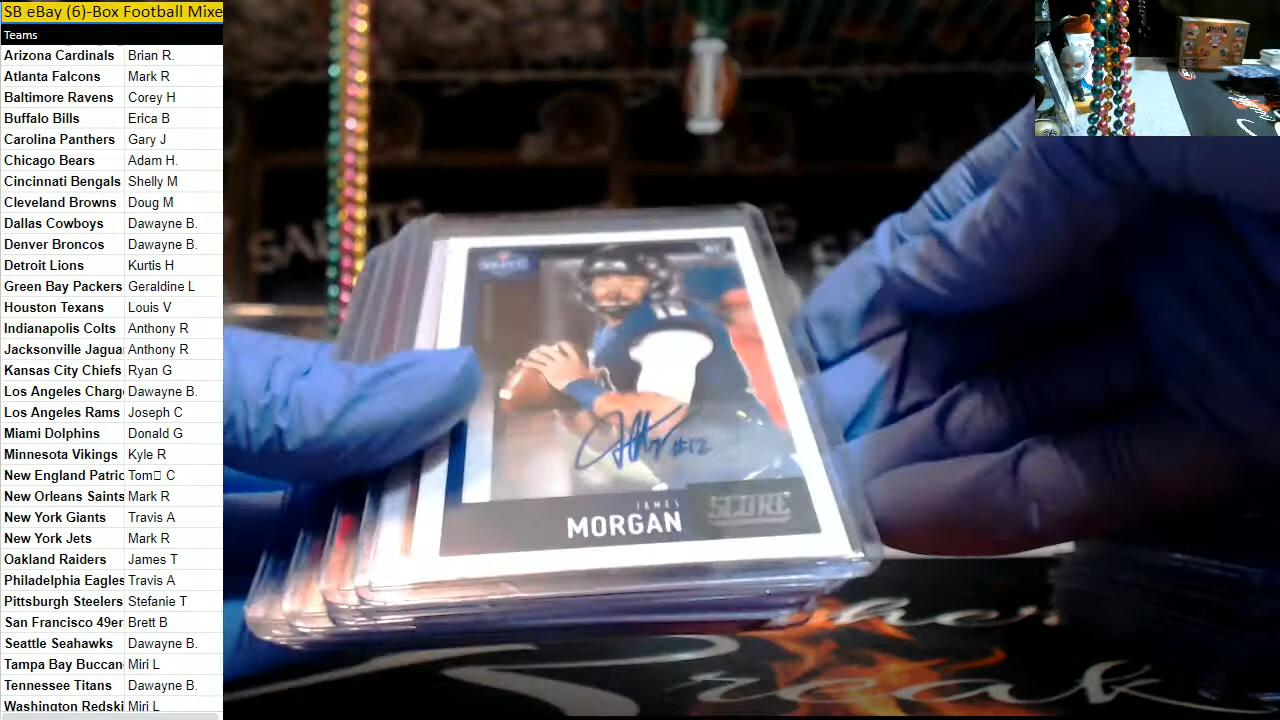 SB eBay (6)-Box Football Mixe
Teams
Arizona Cardinals Brian R.
Atlanta Falcons Mark R
Baltimore Ravens Corey H
Buffalo Bills Erica B
Carolina Panthers Gary J
Chicago Bears Adam H.
Cincinnati Bengals Shelly M
Cleveland Browns Doug M
Dallas Cowboys Dawayne B.
Denver Broncos Dawayne B.
Detroit Lions Kurtis H
Green Bay Packers Geraldine L
Houston Texans Louis V
Indianapolis Colts Anthony R
Jacksonville Jagua Anthony R
Kansas City Chiefs Ryan G
Los Angeles Charg Dawayne B.
Los Angeles Rams Joseph C
Miami Dolphins Donald G
Minnesota Vikings Kyle R
New England Patric Tom□ C
New Orleans Saints Mark R
New York Giants Travis A
New York Jets Mark R
Oakland Raiders James T
Philadelphia Eagles Travis A
Pittsburgh Steelers Stefanie T
San Francisco 49er Brett B
Seattle Seahawks Dawayne B.
Tampa Bay Buccan Miri L
Tennessee Titans Dawayne B.
Washington Redski Miri L
12
#12
JAMES
MORGAN
SCORE